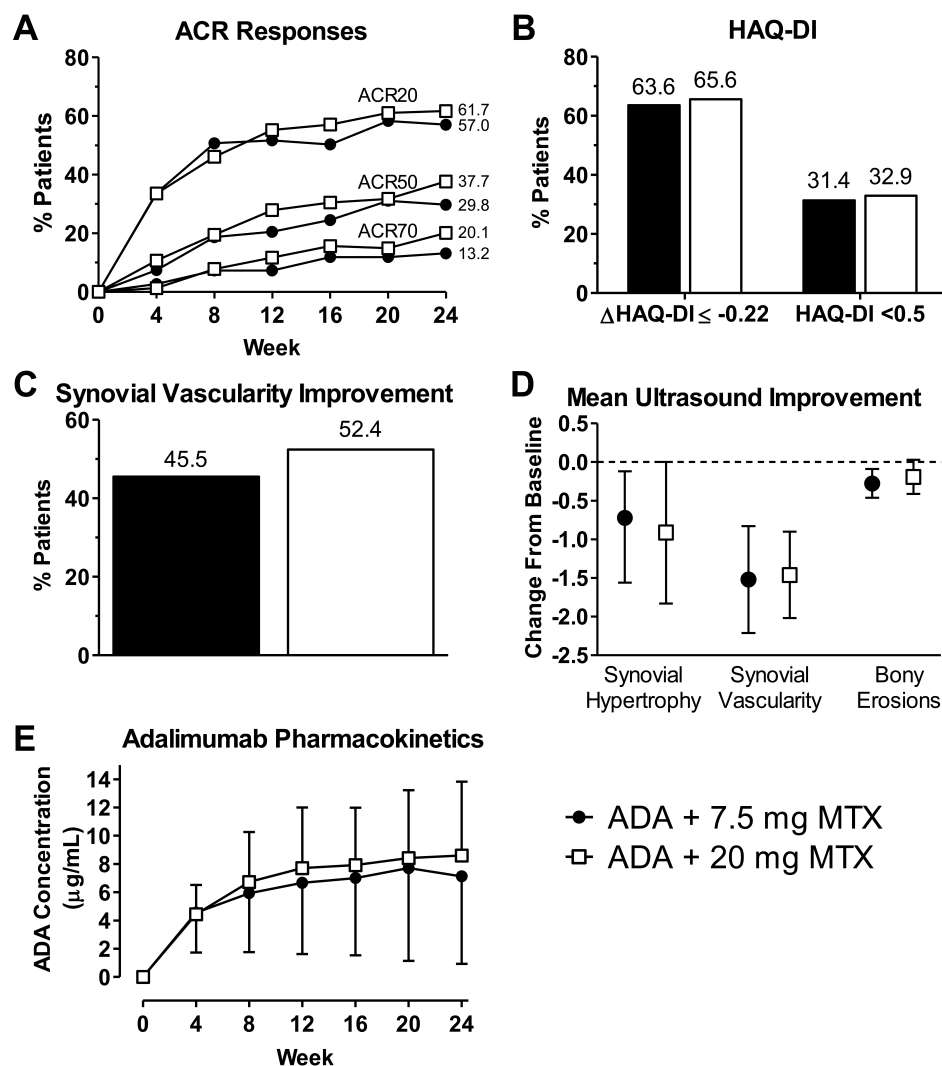 A
ACR Responses
80
60
40
20
0
% Patients
ACR20
61.7
57.0
ACR50
37.7
29.8
ACR70
20.1
13.2
0 4 8 12 16 20 24
Week
B
HAQ-DI
80
60
40
20
0
% Patients
63.6 65.6
31.4 32.9
ΔHAQ-DI ≤ -0.22 HAQ-DI <0.5
C
Synovial Vascularity Improvement
60
40
20
0
% Patients
45.5
52.4
D
Mean Ultrasound Improvement
0.5
0.0
-0.5
-1.0
-1.5
-2.0
-2.5
Change From Baseline
Synovial
Hypertrophy
Synovial
Vascularity
Bony
Erosions
E
Adalimumab Pharmacokinetics
14
12
10
8
6
4
2
0
ADA Concentration
(µg/mL)
0 4 8 12 16 20 24
Week
ADA + 7.5 mg MTX
ADA + 20 mg MTX